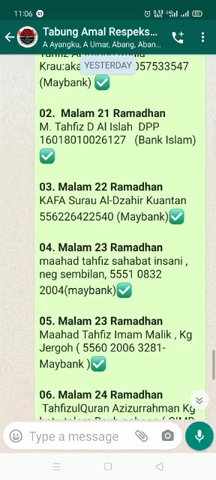 11:06
Tabung Amal Respeks...
A Ayangku, A Umar, Abang, Aban...
YESTERDAY
Krau:aka
057533547
(Maybank) ✅
02. Malam 21 Ramadhan
M. Tahfiz D Al Islah DPP
16018010026127 (Bank Islam)
✅
03. Malam 22 Ramadhan
KAFA Surau Al-Dzahir Kuantan
556226422540 (Maybank)✅
04. Malam 23 Ramadhan
maahad tahfiz sahabat insani ,
neg sembilan, 5551 0832
2004(maybank)✅
05. Malam 23 Ramadhan
Maahad Tahfiz Imam Malik , Kg
Jergoh ( 5560 2006 3281-
Maybank )✅
06. Malam 24 Ramadhan
TahfizulQuran Azizurrahman Kg
Type a message